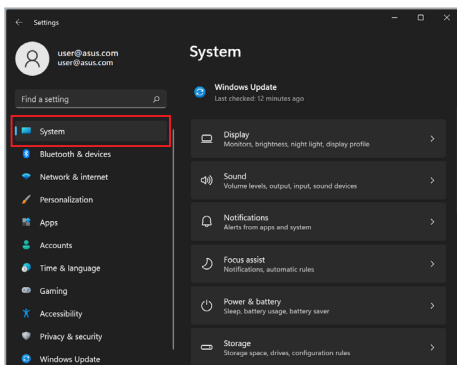 Settings
user@asus.com
user@asus.com
Find a setting
System
Bluetooth & devices
Network & internet
Personalization
Apps
Accounts
Time & language
Gaming
Accessibility
Privacy & security
Windows Update
System
Windows Update
Last checked: 12 minutes ago
Display
Monitors, brightness, night light, display profile
Sound
Volume levels, output, input, sound devices
Notifications
Alerts from apps and system
Focus assist
Notifications, automatic rules
Power & battery
Sleep, battery usage, battery saver
Storage
Storage space, drives, configuration rules